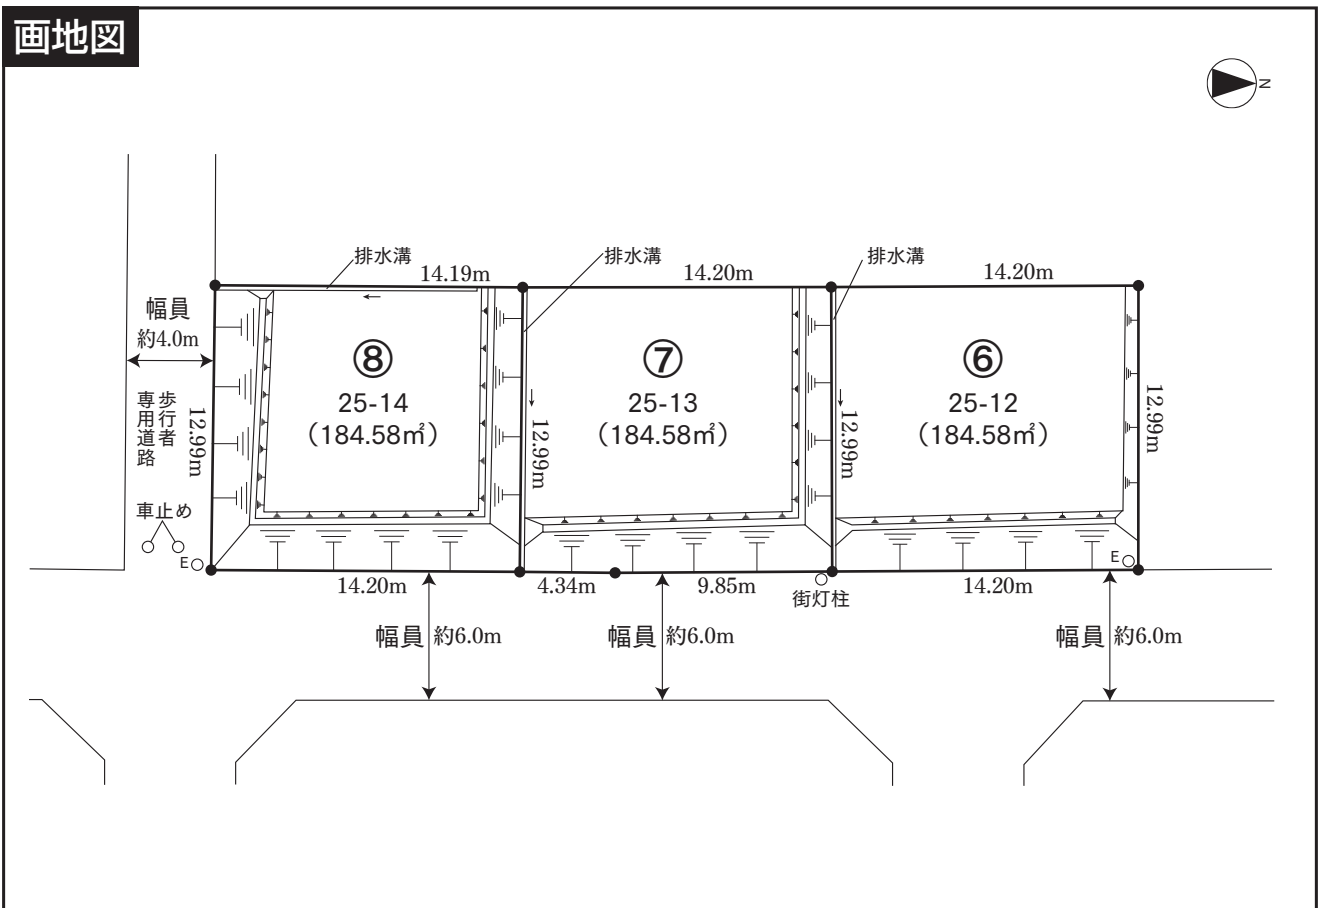 画地図
N
排水溝
排水溝
排水溝
14.19m
14.20m
14.20m
幅員
約4.0m
歩行者
専用道路
12.99m
車止め
E
⑧
25-14
（184.58㎡）
←
12.99m
⑦
25-13
（184.58㎡）
←
12.99m
⑥
25-12
（184.58㎡）
←
12.99m
E
14.20m
4.34m
9.85m
街灯柱
14.20m
幅員 約6.0m
幅員 約6.0m
幅員 約6.0m